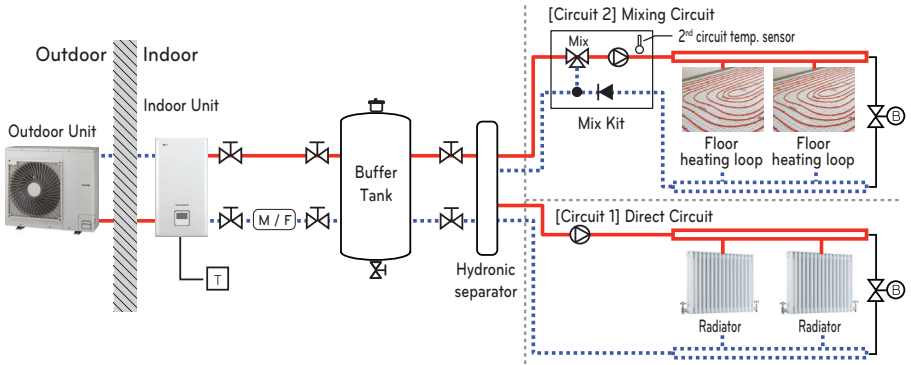 [Circuit 2] Mixing Circuit
Mix
2nd circuit temp. sensor
Mix Kit
Floor
heating loop
Floor
heating loop
B
Outdoor
Indoor
Indoor Unit
Outdoor Unit
Buffer
Tank
M / F
T
Hydronic
separator
[Circuit 1] Direct Circuit
Radiator
Radiator
B